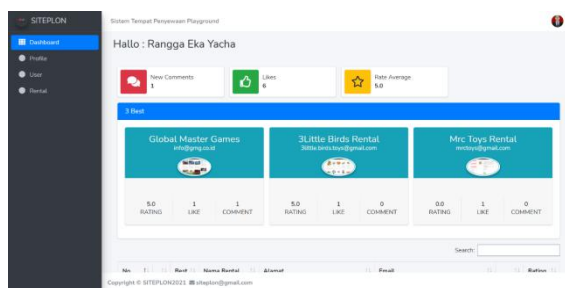 SITEPLON
Sistem Tempat Penyewaan Playground
Dashboard
Profile
User
Rental
Hallo : Rangga Eka Yacha
New Comments
1
Likes
6
Rate Average
5.0
3 Best
Global Master Games
info@gmg.co.id
5.0
RATING
1
LIKE
1
COMMENT
3Little Birds Rental
3little.birds.toys@gmail.com
5.0
RATING
1
LIKE
0
COMMENT
Mrc Toys Rental
mrctoys@gmail.com
0.0
RATING
1
LIKE
0
COMMENT
Search:
No Best Nama Rental Alamat Email Rating
Copyright © SITEPLON2021 siteplon@gmail.com